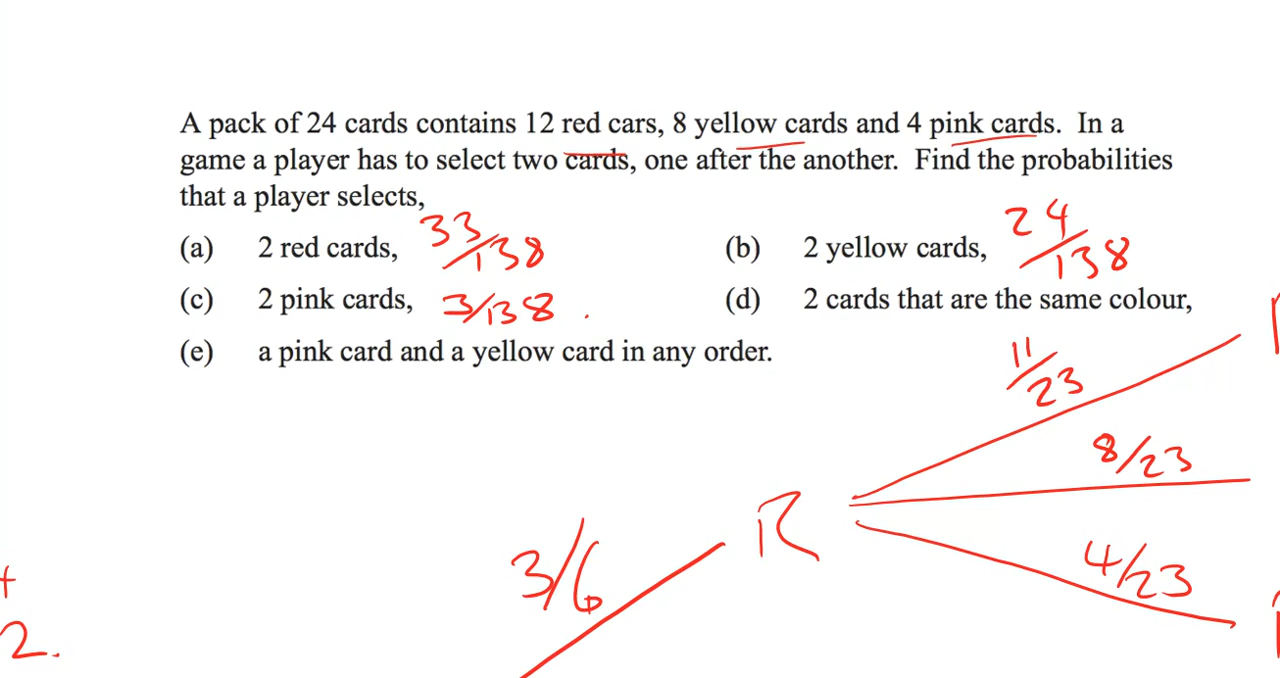 A pack of 24 cards contains 12 red cars, 8 yellow cards and 4 pink cards. In a
game a player has to select two cards, one after the another. Find the probabilities
that a player selects,
(a) 2 red cards, 33/138 (b) 2 yellow cards, 24/138
(c) 2 pink cards, 3/138 . (d) 2 cards that are the same colour,
(e) a pink card and a yellow card in any order.
11/23
8/23
R
3/6
4/23
+
2.